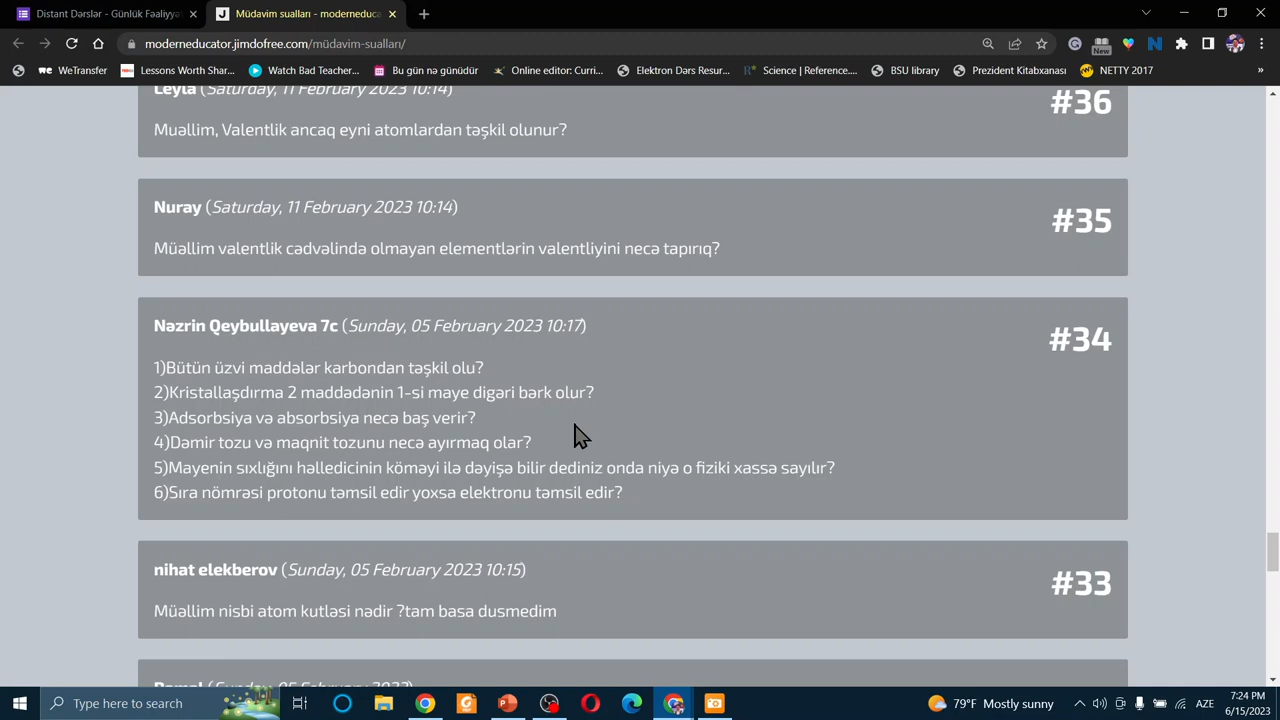 Distant Dərslər - Günlük Fəaliyyə
Müdavim sualları - moderneduca
moderneducator.jimdofree.com/müdavim-sualları/
New
WeTransfer
Lessons Worth Shar...
Watch Bad Teacher...
Bu gün nə günüdür
Online editor: Curri...
Elektron Dərs Resur...
Science | Reference....
BSU library
Prezident Kitabxanası
NETTY 2017
»
Leyla (Saturday, 11 February 2023 10:14)
#36
Muəllim, Valentlik ancaq eyni atomlardan təşkil olunur?
Nuray (Saturday, 11 February 2023 10:14)
#35
Müəllim valentlik cədvəlində olmayan elementlərin valentliyini necə tapırıq?
Nəzrin Qeybullayeva 7c (Sunday, 05 February 2023 10:17)
#34
1)Bütün üzvi maddələr karbondan təşkil olu?
2)Kristallaşdırma 2 maddədənin 1-si maye digəri bərk olur?
3)Adsorbsiya və absorbsiya necə baş verir?
4)Dəmir tozu və maqnit tozunu necə ayırmaq olar?
5)Mayenin sıxlığını həlledicinin kömayi ilə dəyişə bilir dediniz onda niyə o fiziki xassə sayılır?
6)Sıra nömrəsi protonu təmsil edir yoxsa elektronu təmsil edir?
nihat elekberov (Sunday, 05 February 2023 10:15)
#33
Müəllim nisbi atom kutləsi nədir ?tam basa dusmedim
Type here to search
79°F Mostly sunny
AZE
7:24 PM
6/15/2023